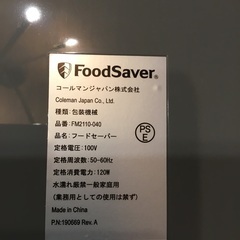 FoodSaver®
コールマンジャパン株式会社
Coleman Japan Co., Ltd.
種類: 包装機械
品番: FM2110-040
品名: フードセーバー
定格電圧: 100V
定格周波数: 50-60Hz
定格消費電力: 120W
水濡れ厳禁一般家庭用
(業務用としての使用は禁ず)
Made in China
P.N:190669 Rev.A
PS
E